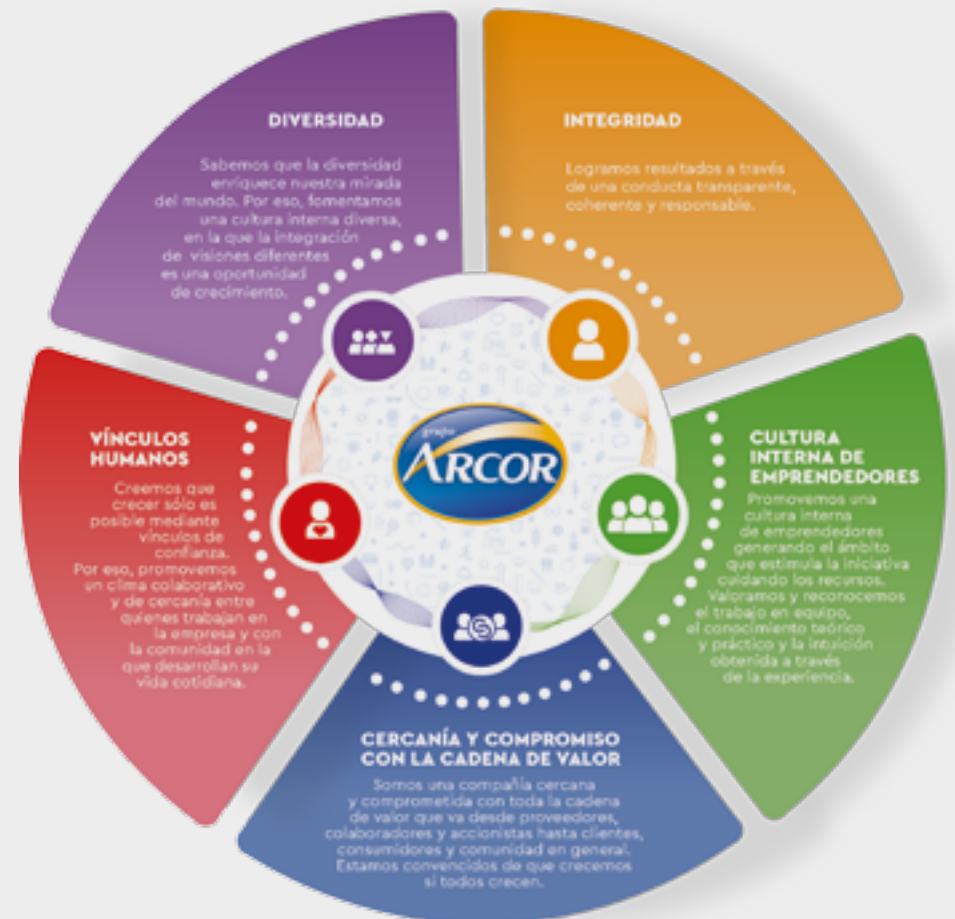 DIVERSIDAD
Sabemos que la diversidad
enriquece nuestra mirada
del mundo. Por eso, fomentamos
una cultura interna diversa,
en la que la integración
de visiones diferentes
es una oportunidad
de crecimiento.
INTEGRIDAD
Logramos resultados a través
de una conducta transparente,
coherente y responsable.
VÍNCULOS
HUMANOS
Creemos que
crecer sólo es
posible mediante
vínculos de
confianza.
Por eso, promovemos
un clima colaborativo
y de cercanía entre
quienes trabajan en
la empresa y con
la comunidad en la
que desarrollan su
vida cotidiana.
grupo
ARCOR
CULTURA
INTERNA DE
EMPRENDEDORES
Promovemos una
cultura interna
de emprendedores
generando el ámbito
que estimula la iniciativa
cuidando los recursos.
Valoramos y reconocemos
el trabajo en equipo,
el conocimiento teórico
y práctico y la intuición
obtenida a través
de la experiencia.
CERCANÍA Y COMPROMISO
CON LA CADENA DE VALOR
Somos una compañía cercana
y comprometida con toda la cadena
de valor que va desde proveedores,
colaboradores y accionistas hasta clientes,
consumidores y comunidad en general.
Estamos convencidos de que crecemos
si todos crecen.